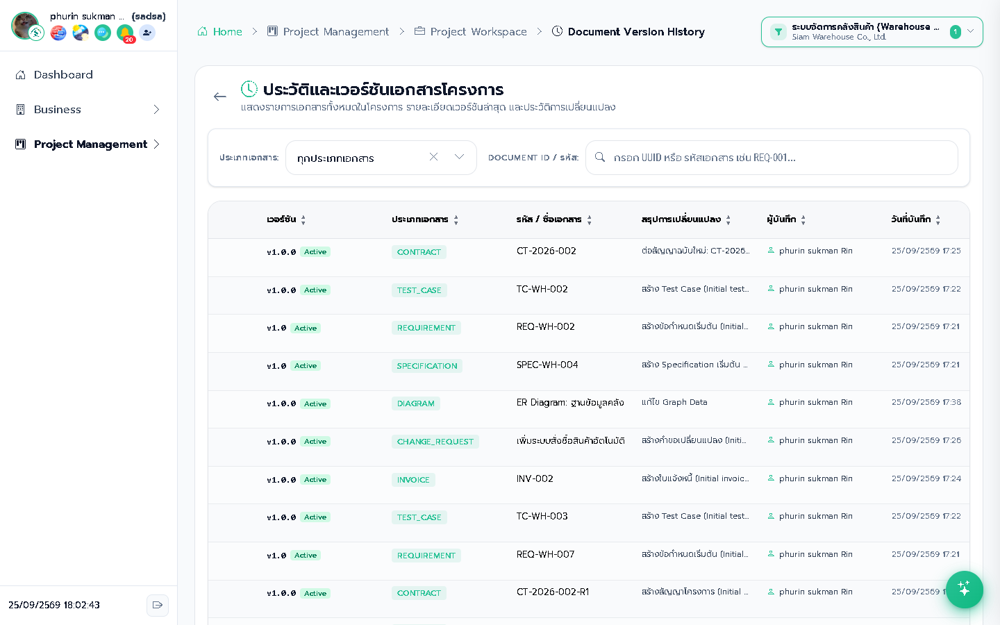 phurin sukman ... (sadsa)
20
Dashboard
Business
Project Management
25/09/2569 18:02:43
Home
Project Management
Project Workspace
Document Version History
ระบบจัดการคลังสินค้า (Warehouse ...
Siam Warehouse Co., Ltd.
1
ประวัติและเวอร์ชันเอกสารโครงการ
แสดงรายการเอกสารทั้งหมดในโครงการ รายละเอียดเวอร์ชันล่าสุด และประวัติการเปลี่ยนแปลง
ประเภทเอกสาร: ทุกประเภทเอกสาร DOCUMENT ID / รหัส: กรอก UUID หรือ รหัสเอกสาร เช่น REQ-001...
เวอร์ชัน ประเภทเอกสาร รหัส / ชื่อเอกสาร สรุปการเปลี่ยนแปลง ผู้บันทึก วันที่บันทึก
v1.0.0 Active CONTRACT CT-2026-002 ต่อสัญญาฉบับใหม่: CT-2026... phurin sukman Rin 25/09/2569 17:25
v1.0.0 Active TEST_CASE TC-WH-002 สร้าง Test Case (Initial test... phurin sukman Rin 25/09/2569 17:22
v1.0 Active REQUIREMENT REQ-WH-002 สร้างข้อกำหนดเริ่มต้น (Initial... phurin sukman Rin 25/09/2569 17:21
v1.0 Active SPECIFICATION SPEC-WH-004 สร้าง Specification เริ่มต้น ... phurin sukman Rin 25/09/2569 17:21
v1.0.0 Active DIAGRAM ER Diagram: ฐานข้อมูลคลัง แก้ไข Graph Data phurin sukman Rin 25/09/2569 17:38
v1.0.0 Active CHANGE_REQUEST เพิ่มระบบสั่งซื้อสินค้าอัตโนมัติ สร้างคำขอเปลี่ยนแปลง (Initi... phurin sukman Rin 25/09/2569 17:26
v1.0.0 Active INVOICE INV-002 สร้างใบแจ้งหนี้ (Initial invoic... phurin sukman Rin 25/09/2569 17:24
v1.0.0 Active TEST_CASE TC-WH-003 สร้าง Test Case (Initial test... phurin sukman Rin 25/09/2569 17:22
v1.0 Active REQUIREMENT REQ-WH-007 สร้างข้อกำหนดเริ่มต้น (Initial... phurin sukman Rin 25/09/2569 17:21
v1.0.0 Active CONTRACT CT-2026-002-R1 สร้างสัญญาโครงการ (Initial ... phurin sukman Rin 25/09/2569